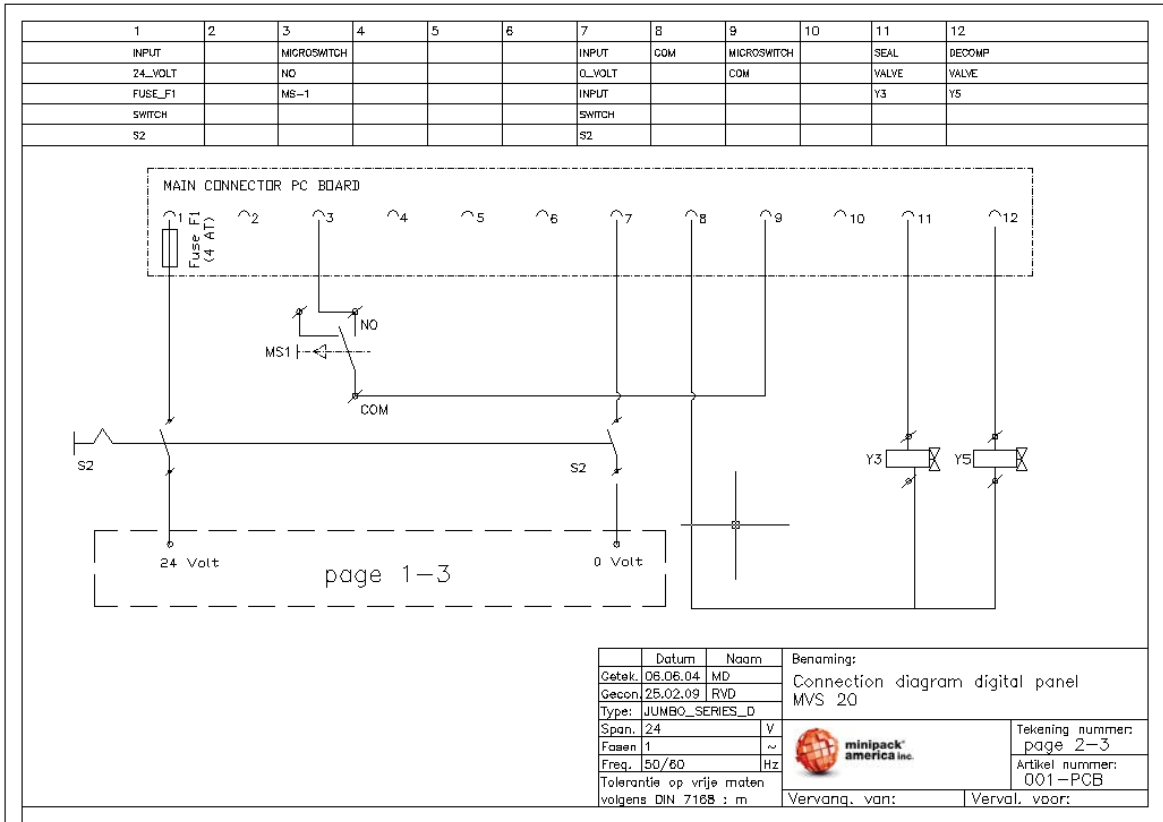 1 2 3 4 5 6 7 8 9 10 11 12
INPUT MICROSWITCH INPUT COM MICROSWITCH SEAL DECOMP
24_VOLT NO 0_VOLT COM VALVE VALVE
FUSE_F1 MS-1 INPUT Y3 Y5
SWITCH SWITCH
S2 S2
MAIN CONNECTOR PC BOARD
1 2 3 4 5 6 7 8 9 10 11 12
Fuse F1
(4 AT)
NO
MS1
COM
S2 S2
Y3 Y5
24 Volt 0 Volt
page 1-3
Datum Naam
Getek. 06.06.04 MD
Gecon. 25.02.09 RVD
Type: JUMBO_SERIES_D
Span. 24 V
Fasen 1 ~
Freq. 50/60 Hz
Tolerantie op vrije maten
volgens DIN 7168 : m
Benaming:
Connection diagram digital panel
MVS 20
minipack®
america inc.
Tekening nummer:
page 2-3
Artikel nummer:
001-PCB
Vervang. van: Verval. voor: